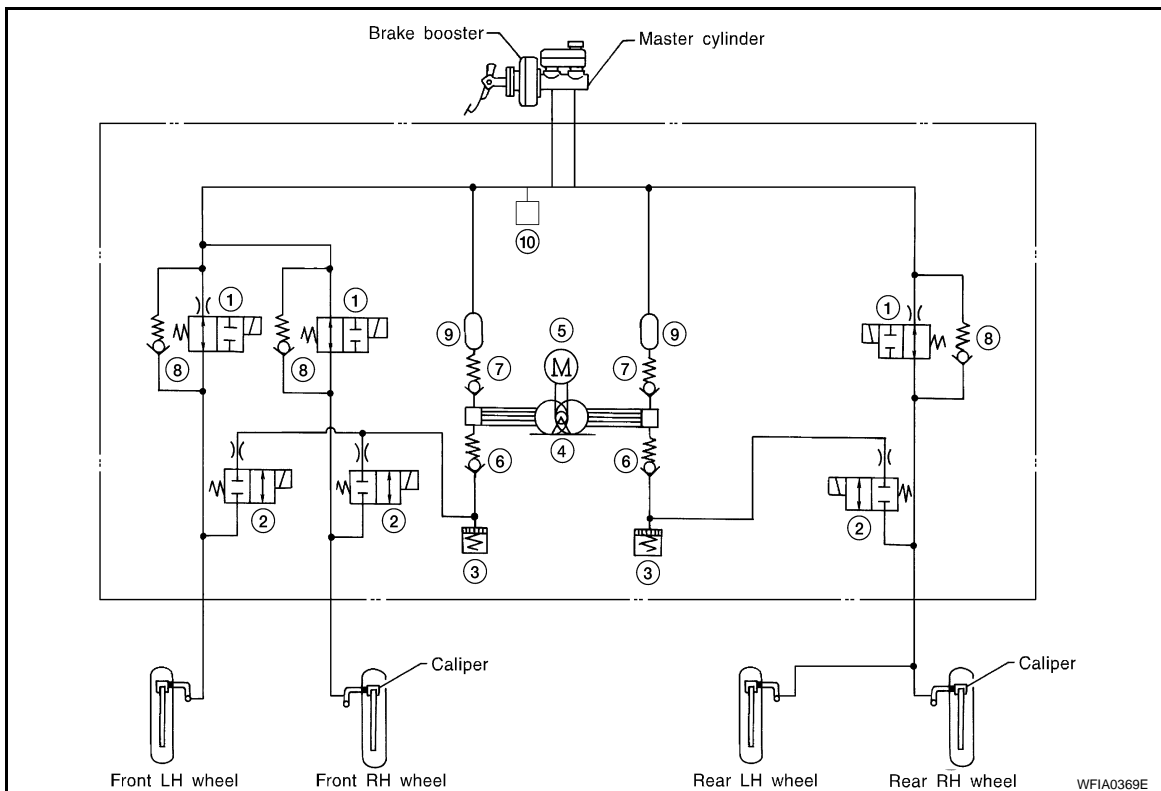 Brake booster
Master cylinder
10
1
1
1
5
9
9
8
8
8
7
M
7
4
6
6
2
2
2
3
3
Caliper
Caliper
Front LH wheel
Front RH wheel
Rear LH wheel
Rear RH wheel
WFIA0369E